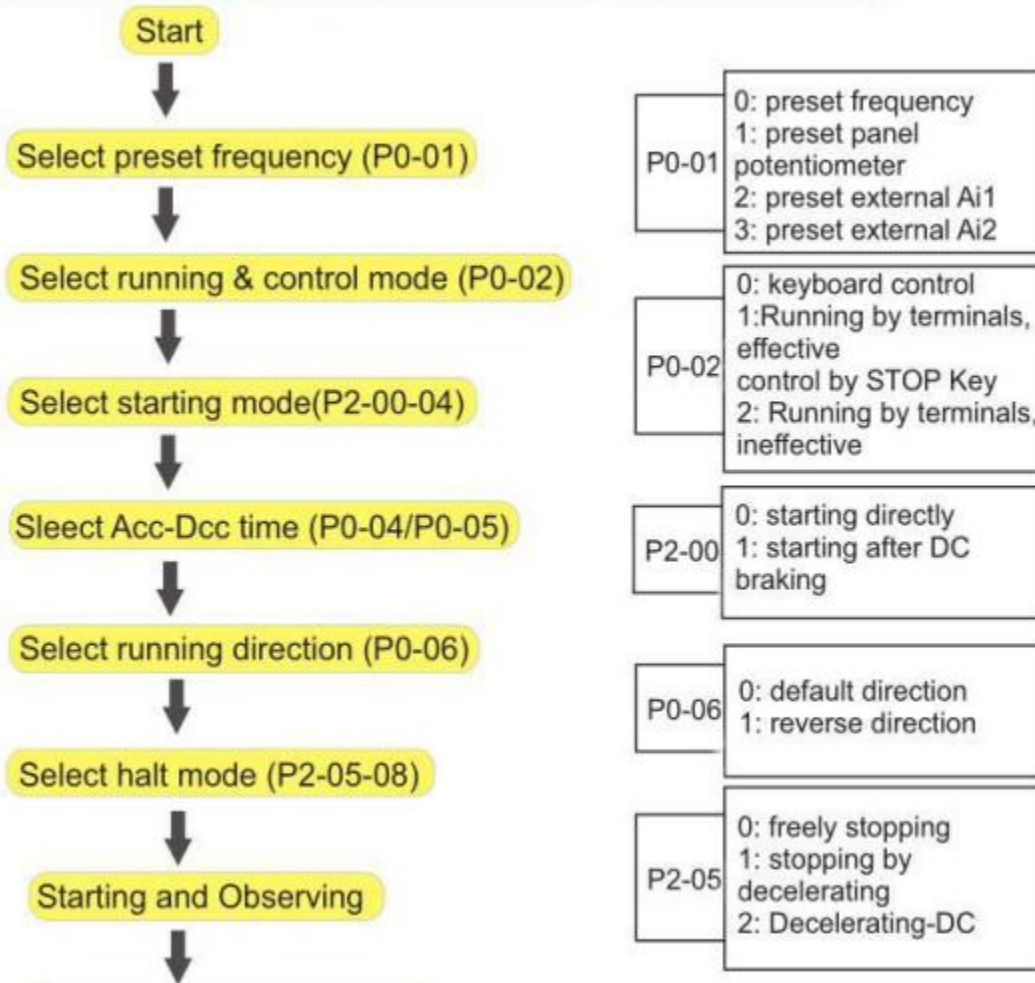 Start
Select preset frequency (P0-01)
Select running & control mode (P0-02)
Select starting mode(P2-00-04)
Sleect Acc-Dcc time (P0-04/P0-05)
Select running direction (P0-06)
Select halt mode (P2-05-08)
Starting and Observing
P0-01
0: preset frequency
1: preset panel
potentiometer
2: preset external Ai1
3: preset external Ai2
P0-02
0: keyboard control
1:Running by terminals,
effective
control by STOP Key
2: Running by terminals,
ineffective
P2-00
0: starting directly
1: starting after DC
braking
P0-06
0: default direction
1: reverse direction
P2-05
0: freely stopping
1: stopping by
decelerating
2: Decelerating-DC